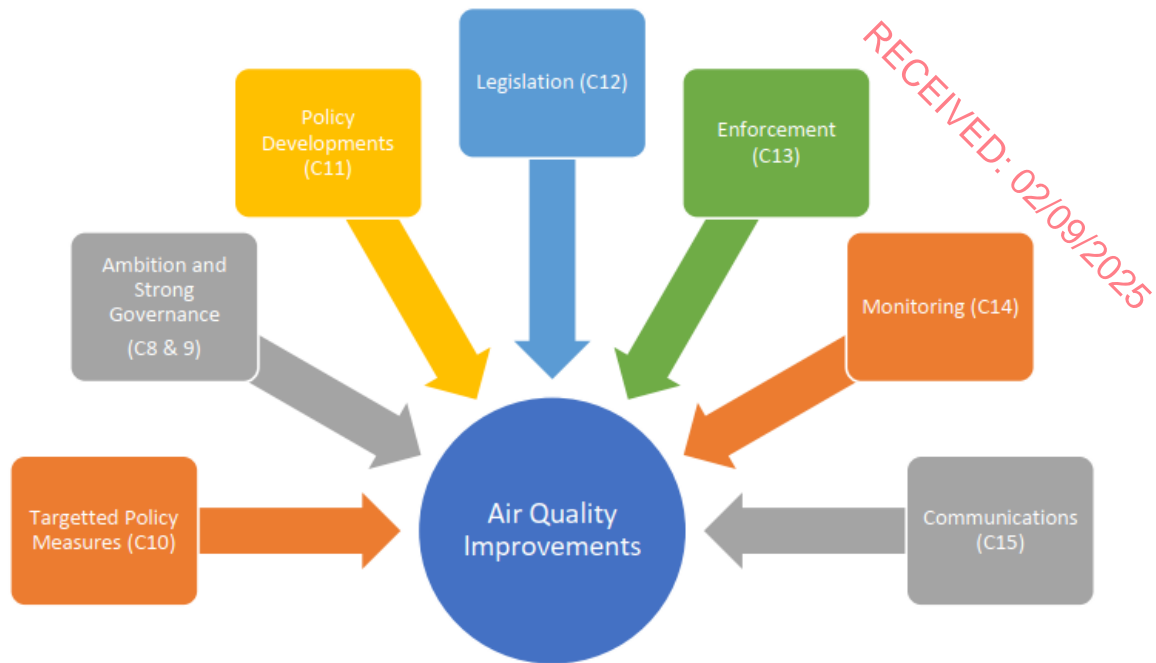 Legislation (C12)
Policy
Developments
(C11)
Enforcement
(C13)
RECEIVED: 02/09/2025
Ambition and
Strong
Governance
(C8 & 9)
Monitoring (C14)
Targetted Policy
Measures (C10)
Air Quality
Improvements
Communications
(C15)